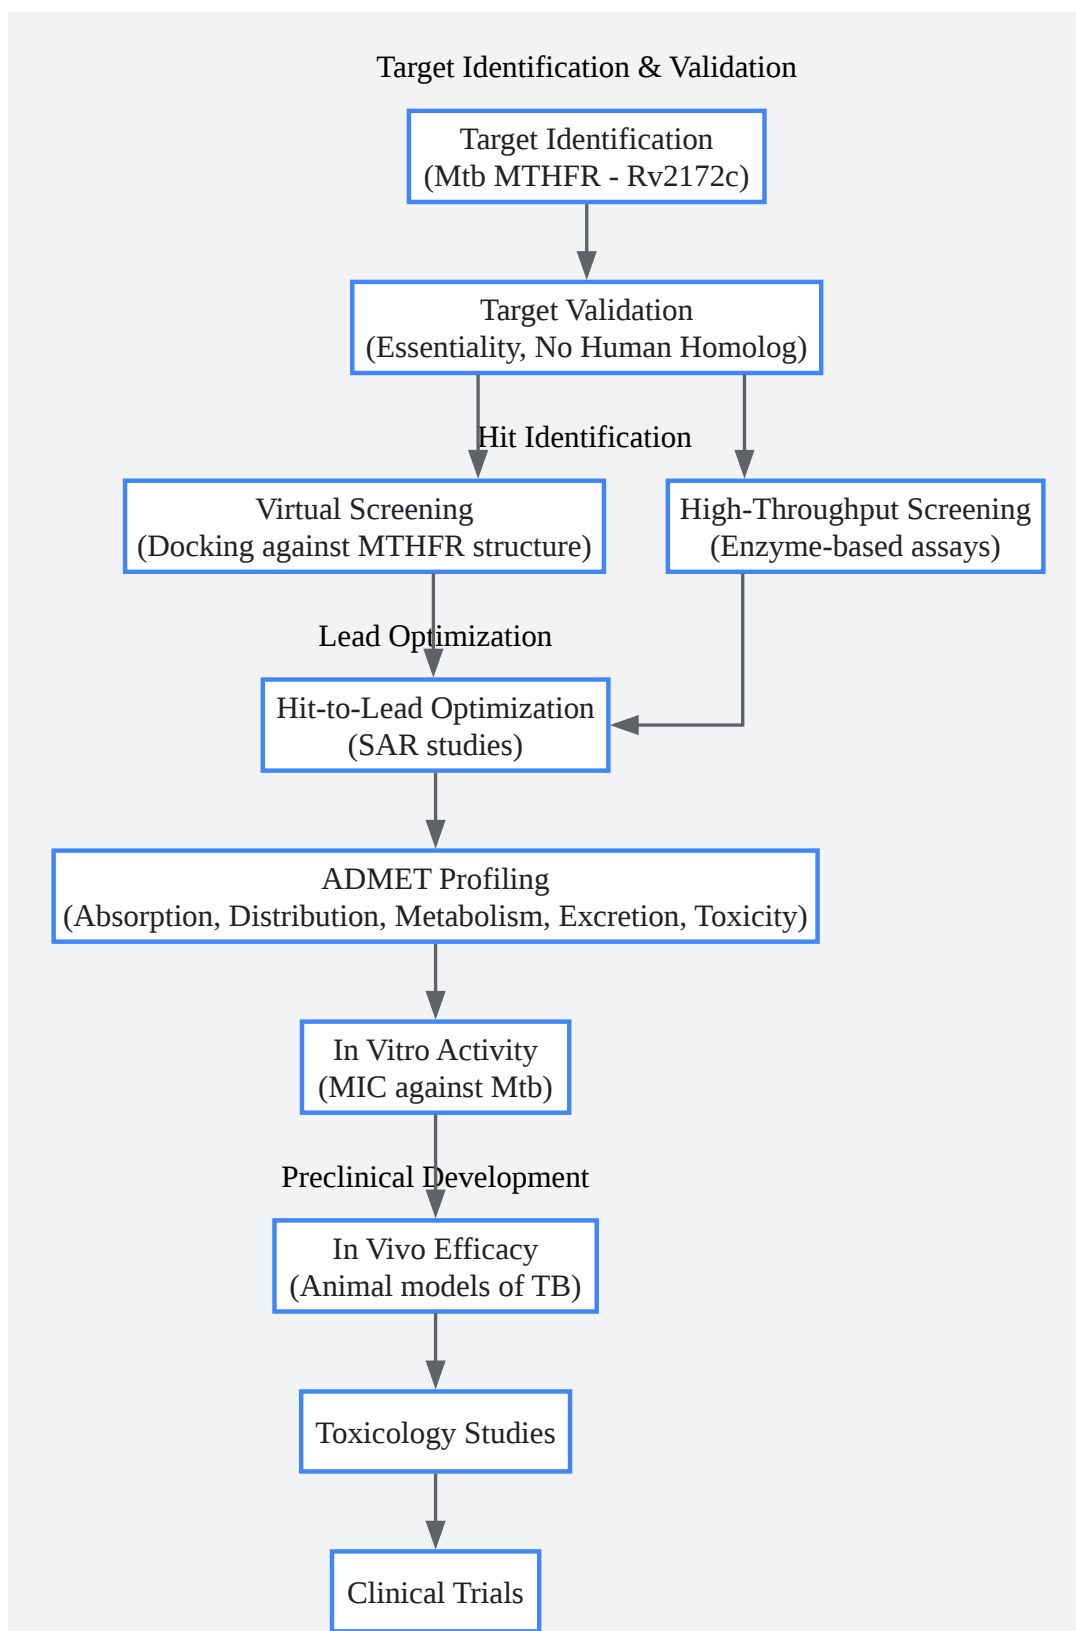 Target Identification & Validation
Target Identification
(Mtb MTHFR - Rv2172c)
Target Validation
(Essentiality, No Human Homolog)
Hit Identification
Virtual Screening
(Docking against MTHFR structure)
High-Throughput Screening
(Enzyme-based assays)
Lead Optimization
Hit-to-Lead Optimization
(SAR studies)
ADMET Profiling
(Absorption, Distribution, Metabolism, Excretion, Toxicity)
In Vitro Activity
(MIC against Mtb)
Preclinical Development
In Vivo Efficacy
(Animal models of TB)
Toxicology Studies
Clinical Trials